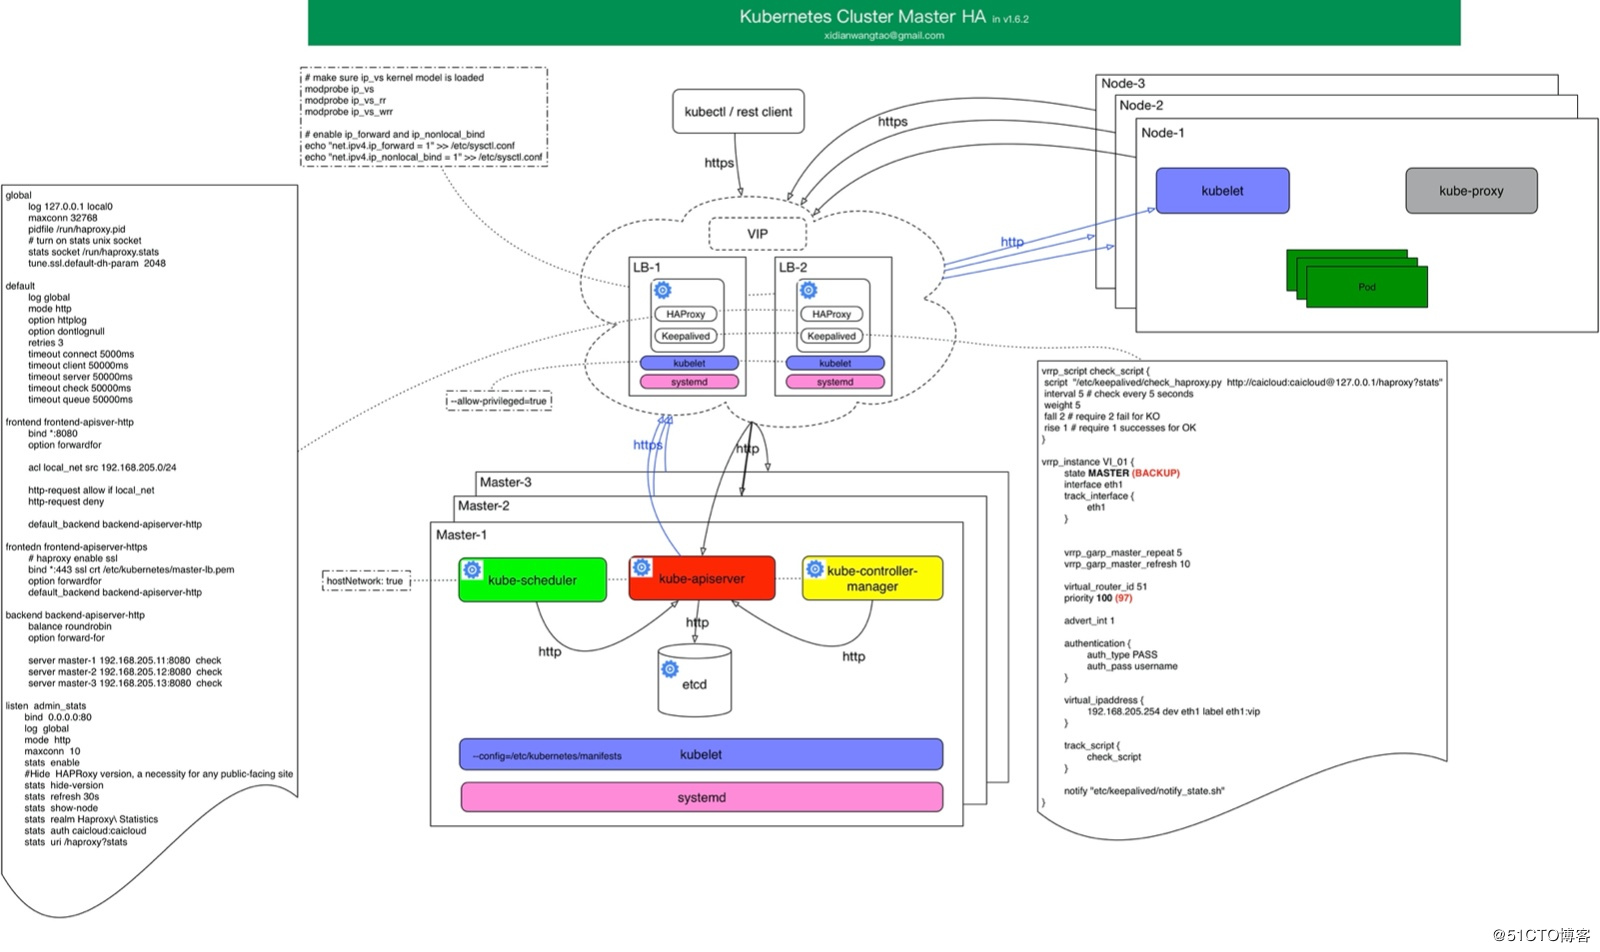 Kubernetes Cluster Master HA in v1.6.2
xidianwangtao@gmail.com
# make sure ip_vs kernel model is loaded
modprobe ip_vs
modprobe ip_vs_rr
modprobe ip_vs_wrr
# enable ip_forward and ip_nonlocal_bind
echo "net.ipv4.ip_forward = 1" >> /etc/sysctl.conf
echo "net.ipv4.ip_nonlocal_bind = 1" >> /etc/sysctl.conf
global
log 127.0.0.1 local0
maxconn 32768
pidfile /run/haproxy.pid
# turn on stats unix socket
stats socket /run/haproxy.stats
tune.ssl.default-dh-param 2048
default
log global
mode http
option httplog
option dontlognull
retries 3
timeout connect 5000ms
timeout client 50000ms
timeout server 50000ms
timeout check 50000ms
timeout queue 50000ms
frontend frontend-apisver-http
bind *:8080
option forwardfor
acl local_net src 192.168.205.0/24
http-request allow if local_net
http-request deny
default_backend backend-apiserver-http
frontedn frontend-apiserver-https
# haproxy enable ssl
bind *:443 ssl crt /etc/kubernetes/master-lb.pem
option forwardfor
default_backend backend-apiserver-http
backend backend-apiserver-http
balance roundrobin
option forward-for
server master-1 192.168.205.11:8080 check
server master-2 192.168.205.12:8080 check
server master-3 192.168.205.13:8080 check
listen admin_stats
bind 0.0.0.0:80
log global
mode http
maxconn 10
stats enable
#Hide HAPRoxy version, a necessity for any public-facing site
stats hide-version
stats refresh 30s
stats show-node
stats realm Haproxy\ Statistics
stats auth caicloud:caicloud
stats uri /haproxy?stats
kubectl / rest client
https
https
VIP
LB-1
HAProxy
Keepalived
kubelet
systemd
LB-2
HAProxy
Keepalived
kubelet
systemd
--allow-privileged=true
http
Node-3
Node-2
Node-1
kubelet
kube-proxy
Pod
https
http
Master-3
Master-2
Master-1
hostNetwork: true
kube-scheduler
kube-apiserver
kube-controller-
manager
http
http
http
etcd
--config=/etc/kubernetes/manifests
kubelet
systemd
vrrp_script check_script {
script "/etc/keepalived/check_haproxy.py http://caicloud:caicloud@127.0.0.1/haproxy?stats"
interval 5 # check every 5 seconds
weight 5
fall 2 # require 2 fail for KO
rise 1 # require 1 successes for OK
}
vrrp_instance VI_01 {
state MASTER (BACKUP)
interface eth1
track_interface {
eth1
}
vrrp_garp_master_repeat 5
vrrp_garp_master_refresh 10
virtual_router_id 51
priority 100 (97)
advert_int 1
authentication {
auth_type PASS
auth_pass username
}
virtual_ipaddress {
192.168.205.254 dev eth1 label eth1:vip
}
track_script {
check_script
}
notify "etc/keepalived/notify_state.sh"
}
@51CTO博客